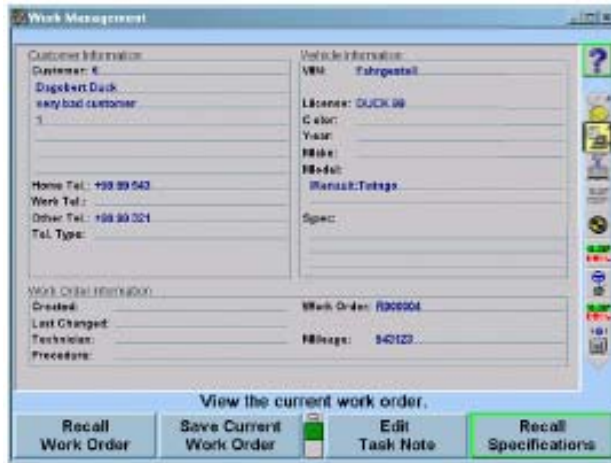 Work Management
Customer Information
Customer: 6
Dagobert Duck
very bad customer
Home Tel.: +99 99 543
Work Tel.:
Other Tel.: +99 99 321
Tel. Type:
Vehicle Information
VIN: Fahrgestell
License: DUCK 99
Color:
Year:
Make:
Model:
Renault:Twingo
Spec:
Work Order Information
Created:
Last Changed:
Technician:
Procedure:
Work Order: R000004
Mileage: 543123
View the current work order.
Recall
Work Order
Save Current
Work Order
Edit
Task Note
Recall
Specifications